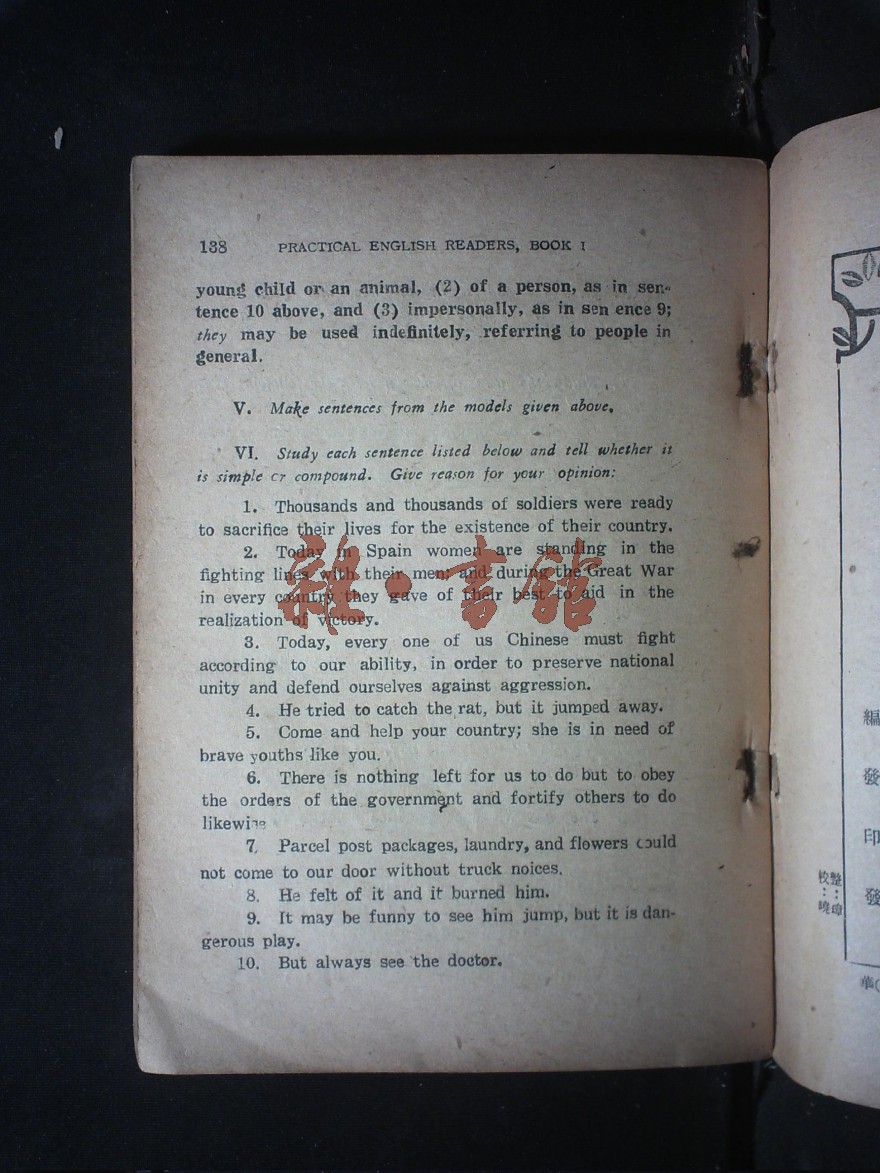 138 PRACTICAL ENGLISH READERS, BOOK I
young child or an animal, (2) of a person, as in sen-
tence 10 above, and (3) impersonally, as in sen ence 9;
they may be used indefinitely, referring to people in
general.
V. Make sentences from the models given above.
VI. Study each sentence listed below and tell whether it
is simple or compound. Give reason for your opinion:
1. Thousands and thousands of soldiers were ready
to sacrifice their lives for the existence of their country.
2. Today in Spain women are standing in the
fighting lines with their men; and during the Great War
in every country they gave of their best to aid in the
realization of victory.
3. Today, every one of us Chinese must fight
according to our ability, in order to preserve national
unity and defend ourselves against aggression.
4. He tried to catch the rat, but it jumped away.
5. Come and help your country; she is in need of
brave youths like you.
6. There is nothing left for us to do but to obey
the orders of the government and fortify others to do
likewise
7. Parcel post packages, laundry, and flowers could
not come to our door without truck noices.
8. He felt of it and it burned him.
9. It may be funny to see him jump, but it is dan-
gerous play.
10. But always see the doctor.
雜·書館
編
發
印
發